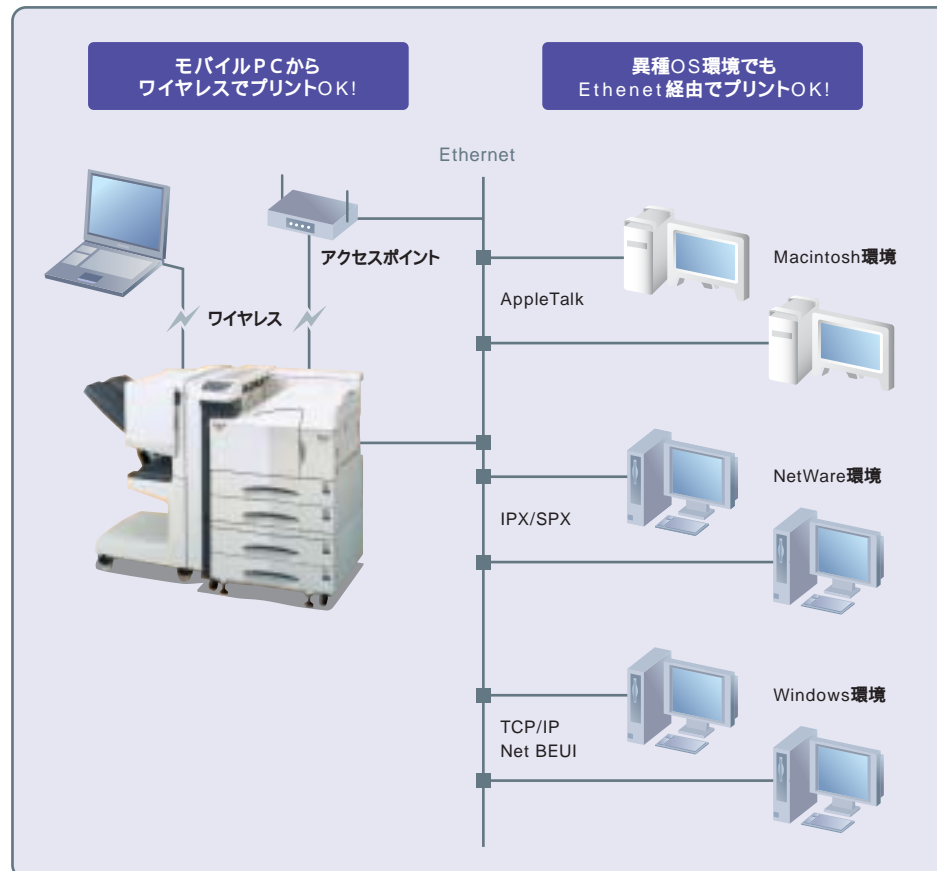 モバイルPCから
ワイヤレスでプリントOK!
異種OS環境でも
Ethenet経由でプリントOK!
Ethernet
アクセスポイント
ワイヤレス
Macintosh環境
AppleTalk
NetWare環境
IPX/SPX
Windows環境
TCP/IP
Net BEUI